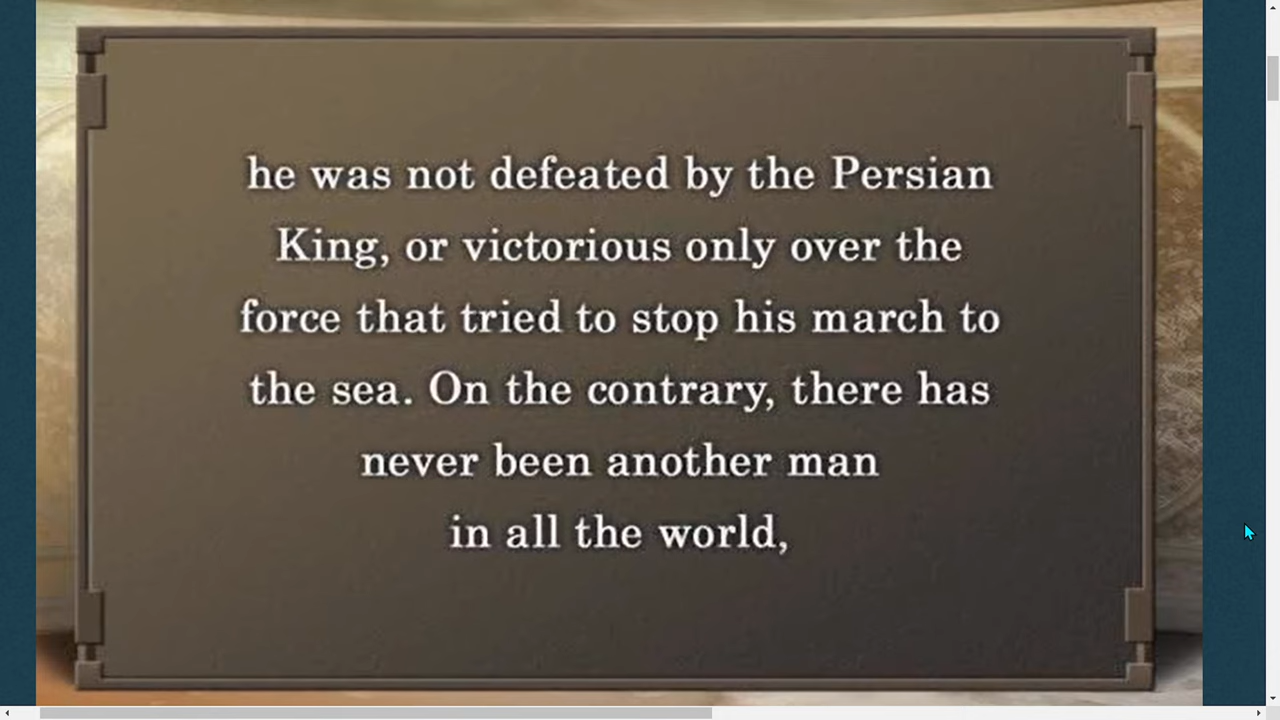 he was not defeated by the Persian
King, or victorious only over the
force that tried to stop his march to
the sea. On the contrary, there has
never been another man
in all the world,